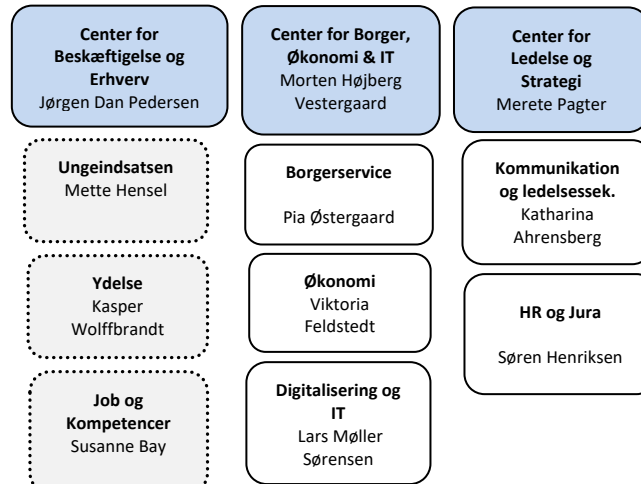 Center for
Beskæftigelse og
Erhverv
Jørgen Dan Pedersen
Ungeindsatsen
Mette Hensel
Ydelse
Kasper
Wolffbrandt
Job og
Kompetencer
Susanne Bay
Center for Borger,
Økonomi & IT
Morten Højberg
Vestergaard
Borgerservice
Pia Østergaard
Økonomi
Viktoria
Feldstedt
Digitalisering og
IT
Lars Møller
Sørensen
Center for
Ledelse og
Strategi
Merete Pagter
Kommunikation
og ledelsessek.
Katharina
Ahrensberg
HR og Jura
Søren Henriksen